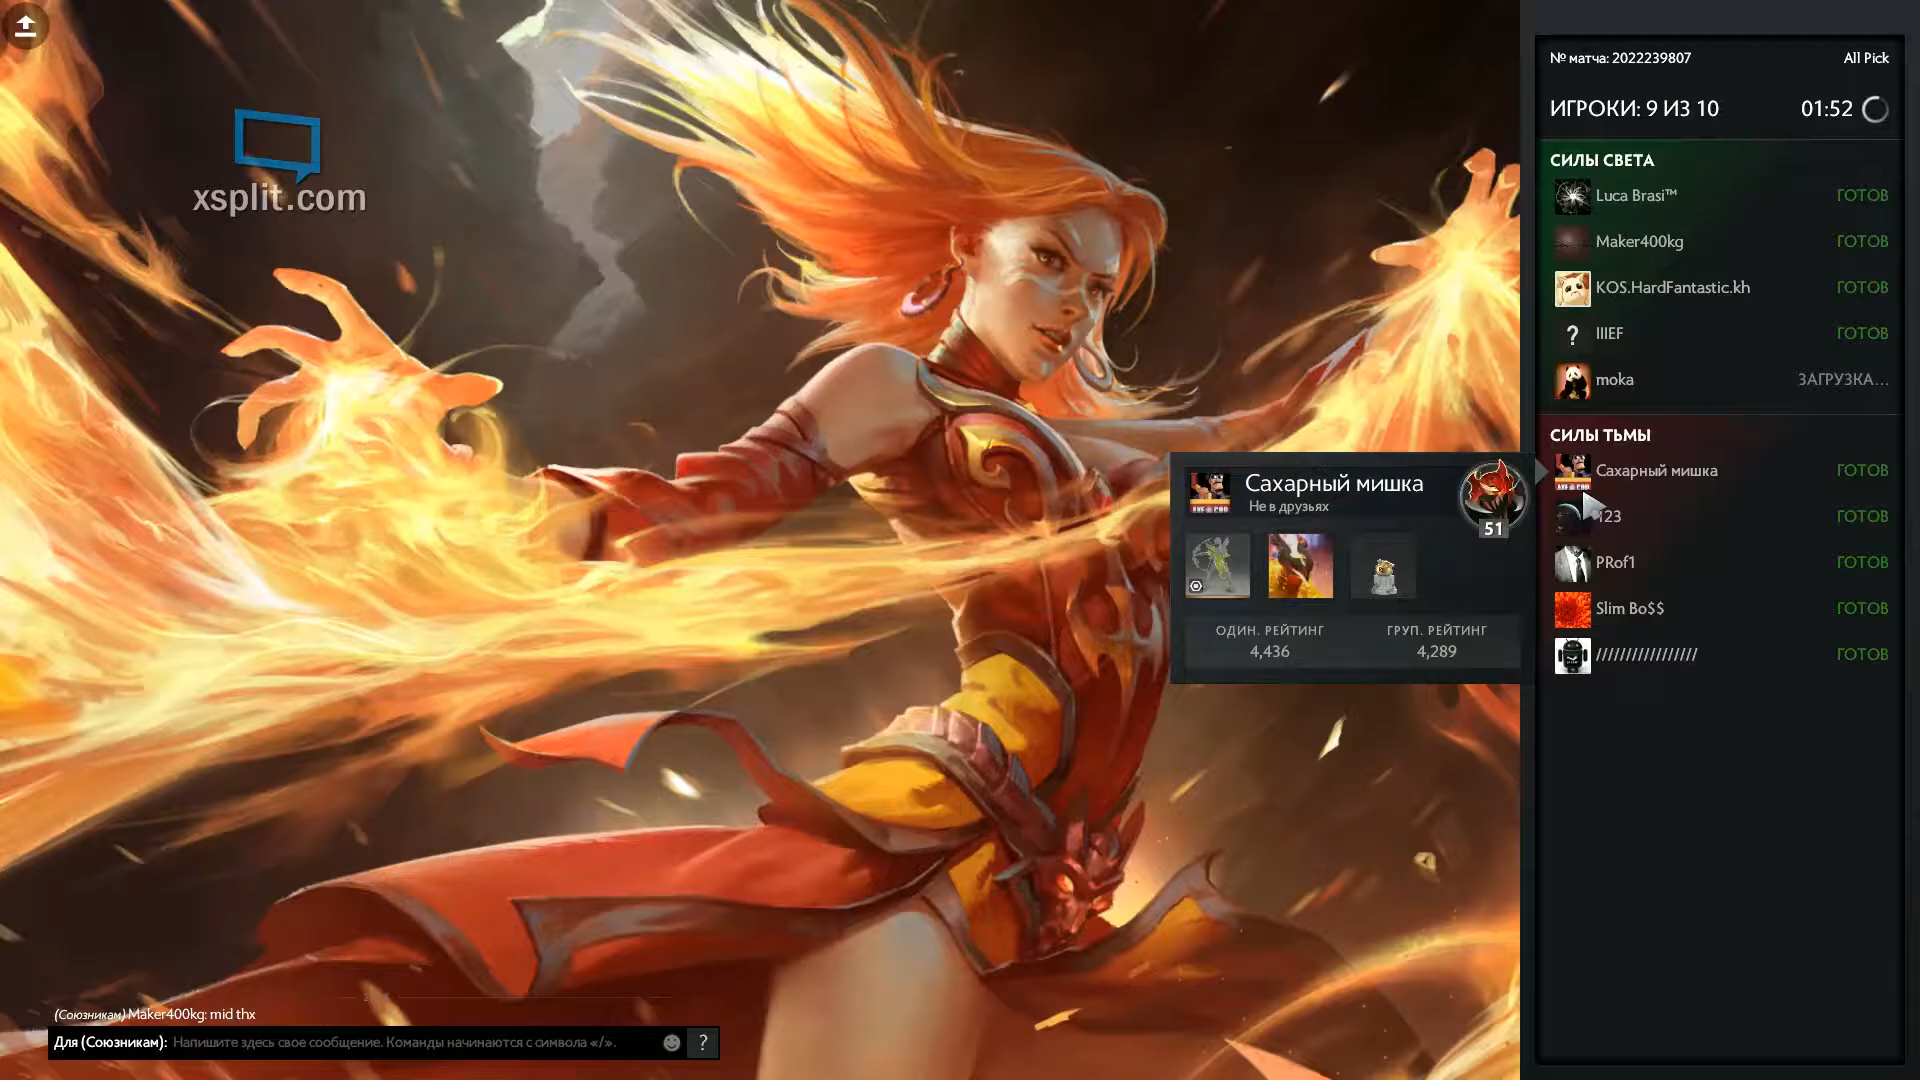 xsplit.com
№ матча: 2022239807
All Pick
ИГРОКИ: 9 ИЗ 10
01:52
СИЛЫ СВЕТА
Luca Brasi™
ГОТОВ
Maker400kg
ГОТОВ
KOS.HardFantastic.kh
ГОТОВ
?
IIIEF
ГОТОВ
moka
ЗАГРУЗКА...
СИЛЫ ТЬМЫ
Сахарный мишка
ГОТОВ
123
ГОТОВ
PRof1
ГОТОВ
Slim Bo$$
ГОТОВ
/////////////////
ГОТОВ
Сахарный мишка
Не в друзьях
51
ОДИН. РЕЙТИНГ
ГРУП. РЕЙТИНГ
4,436
4,289
(Союзникам) Maker400kg: mid thx
Для (Союзникам): Напишите здесь свое сообщение. Команды начинаются с символа «/».
?